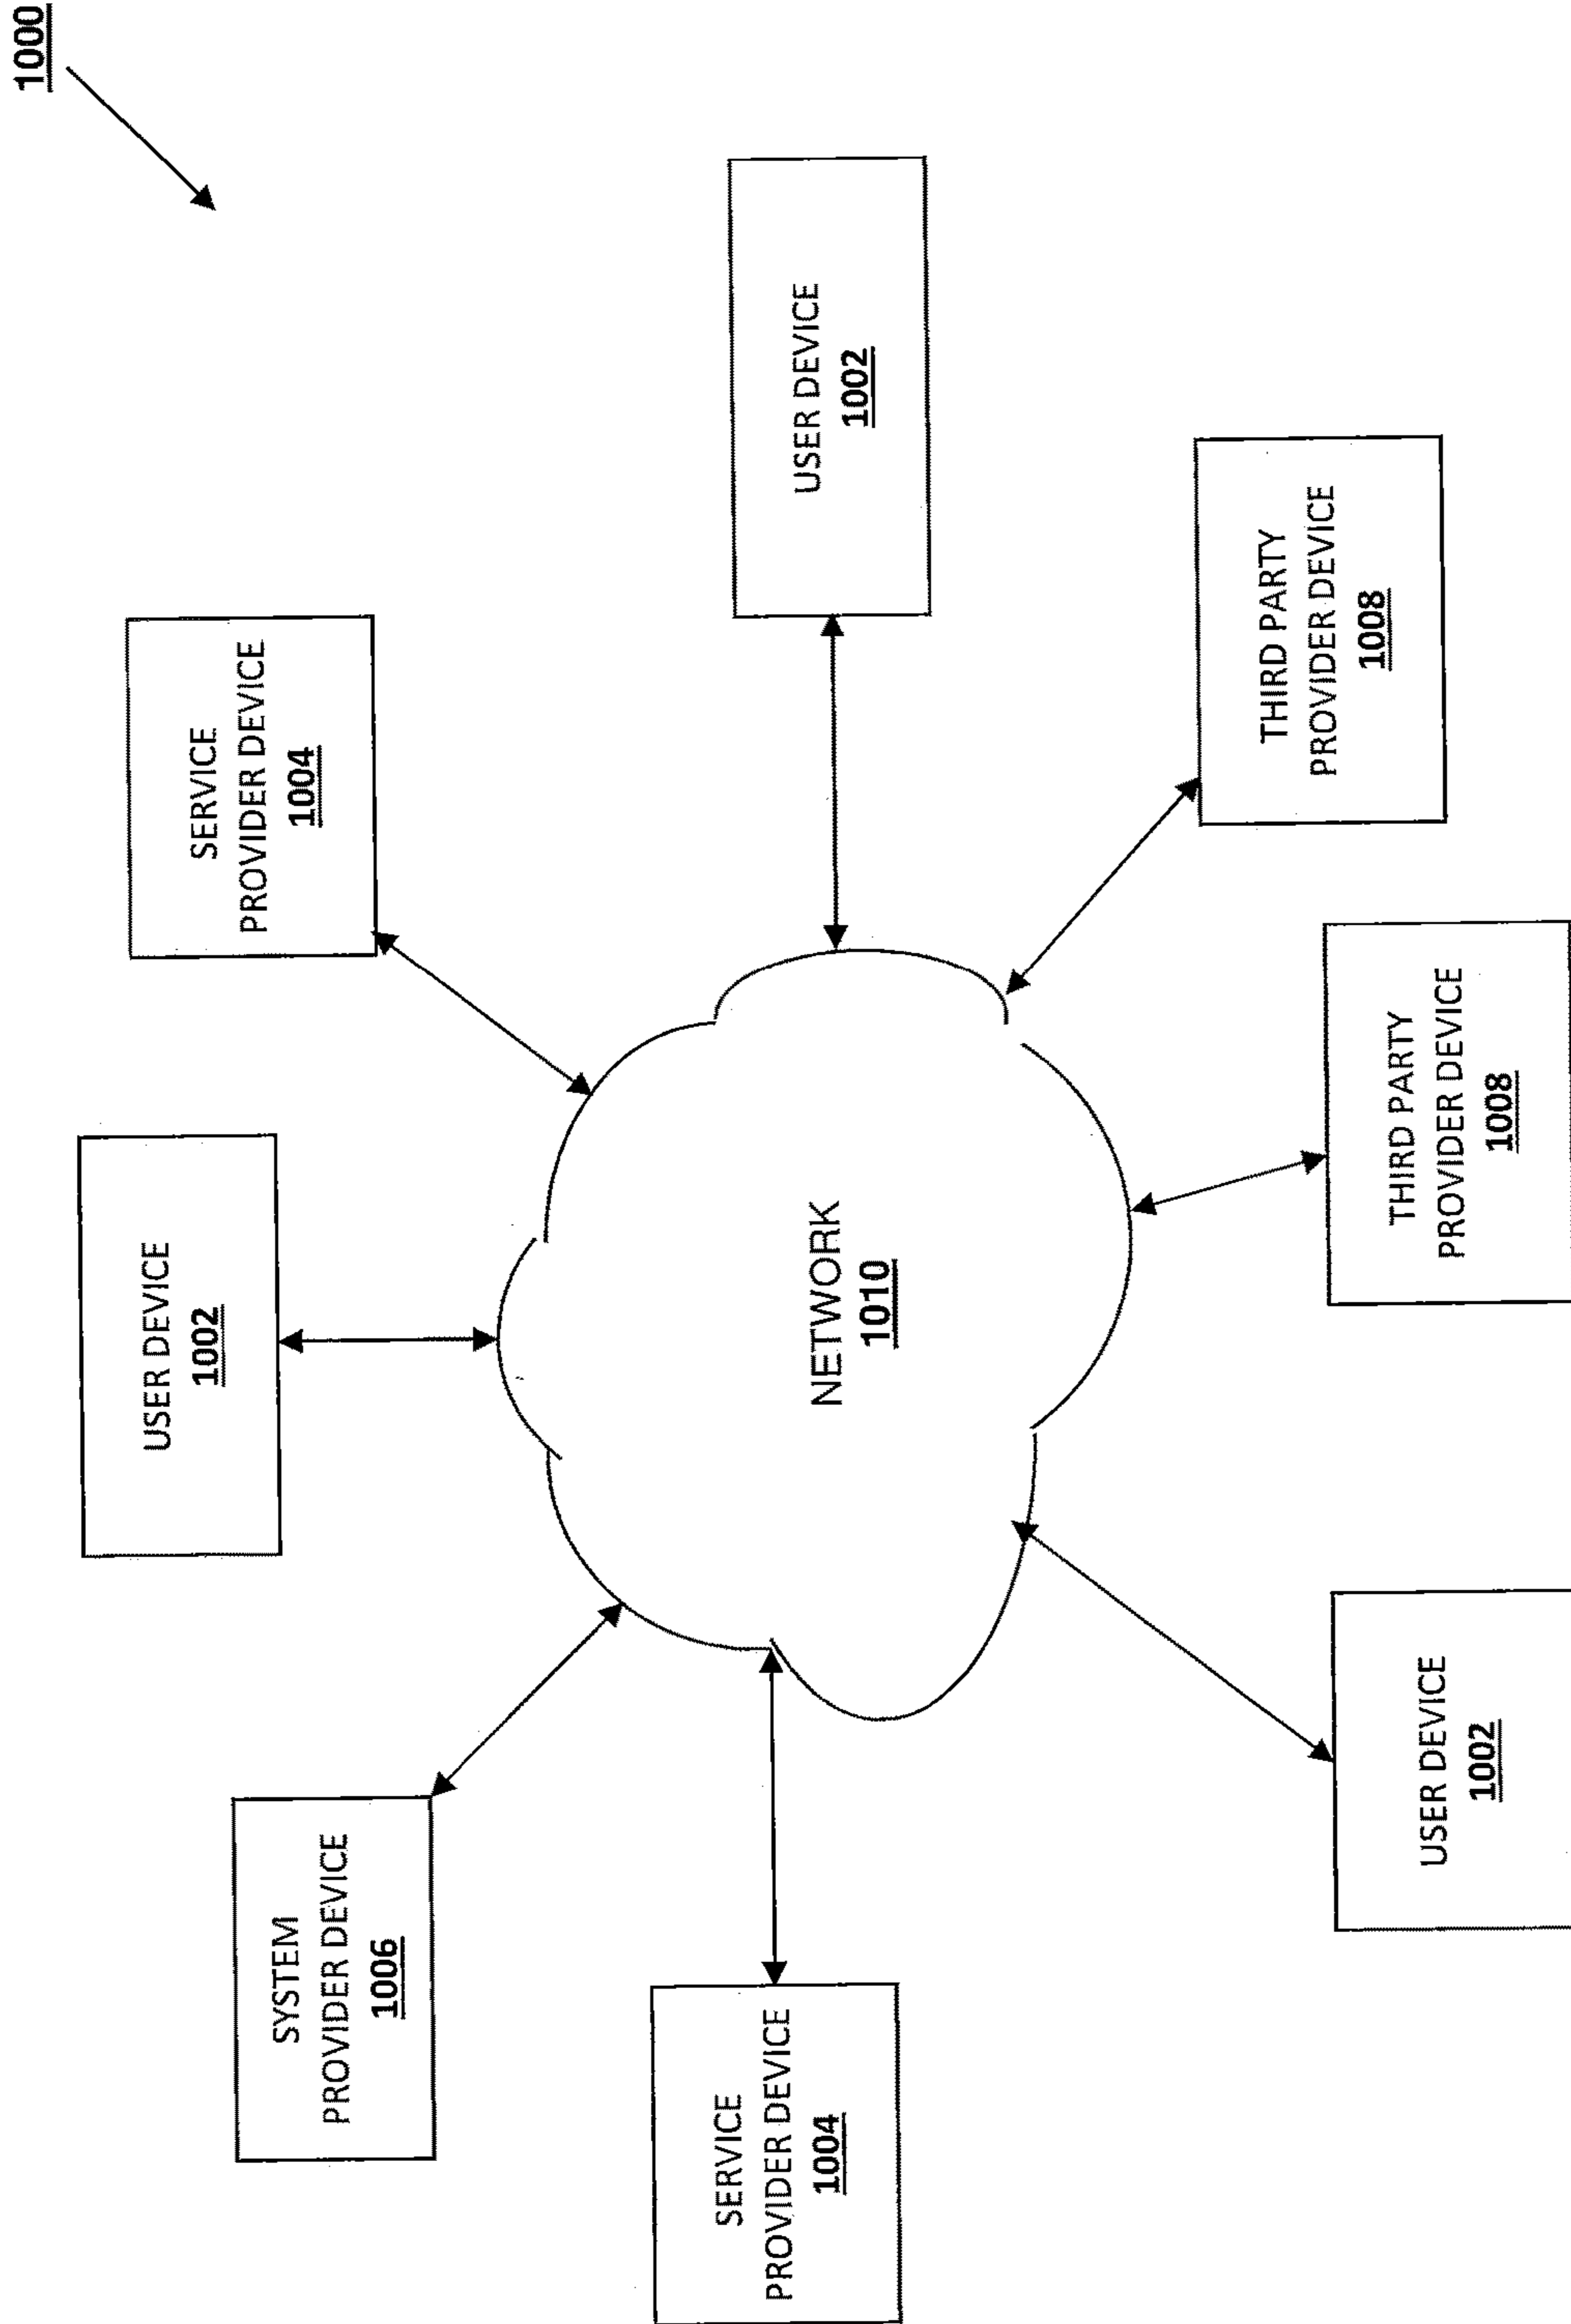 1000
SYSTEM
PROVIDER DEVICE
1006
USER DEVICE
1002
SERVICE
PROVIDER DEVICE
1004
SERVICE
PROVIDER DEVICE
1004
NETWORK
1010
USER DEVICE
1002
USER DEVICE
1002
THIRD PARTY
PROVIDER DEVICE
1008
THIRD PARTY
PROVIDER DEVICE
1008